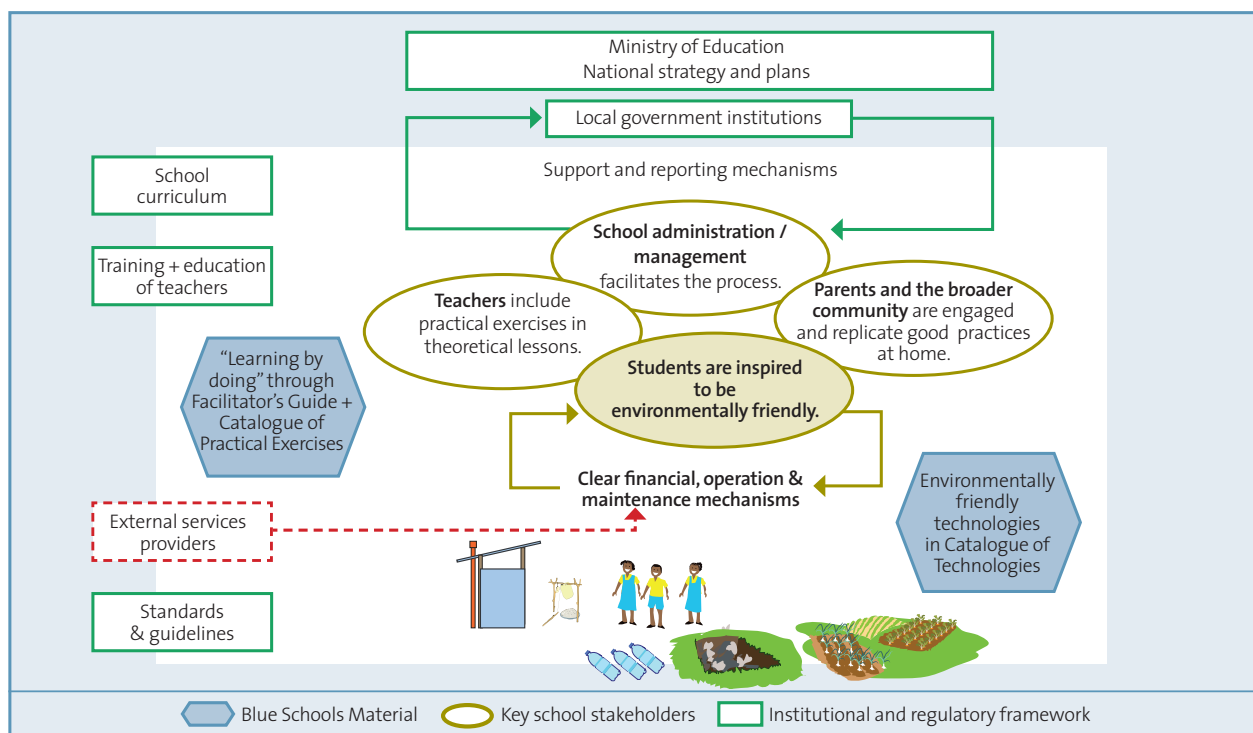 Ministry of Education
National strategy and plans
Local government institutions
Support and reporting mechanisms
School
curriculum
Training + education
of teachers
School administration /
management
facilitates the process.
Teachers include
practical exercises in
theoretical lessons.
Parents and the broader
community are engaged
and replicate good practices
at home.
Students are inspired
to be
environmentally friendly.
"Learning by
doing" through
Facilitator's Guide +
Catalogue of
Practical Exercises
Clear financial, operation &
maintenance mechanisms
Environmentally
friendly
technologies
in Catalogue of
Technologies
External services
providers
Standards
& guidelines
Blue Schools Material
Key school stakeholders
Institutional and regulatory framework